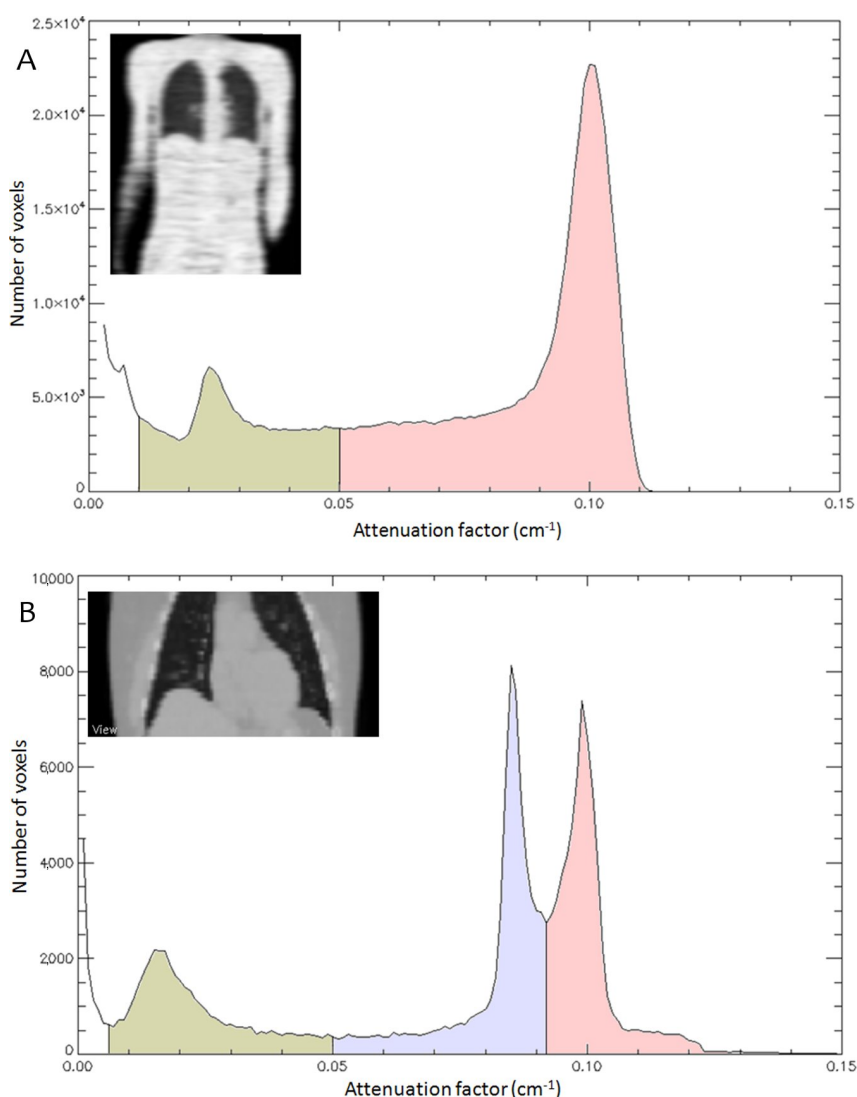 A
2.5×10⁴
2.0×10⁴
1.5×10⁴
1.0×10⁴
5.0×10³
0
Number of voxels
0.00 0.05 0.10 0.15
Attenuation factor (cm⁻¹)
B
10,000
8,000
6,000
4,000
2,000
0
View
Number of voxels
0.00 0.05 0.10 0.15
Attenuation factor (cm⁻¹)